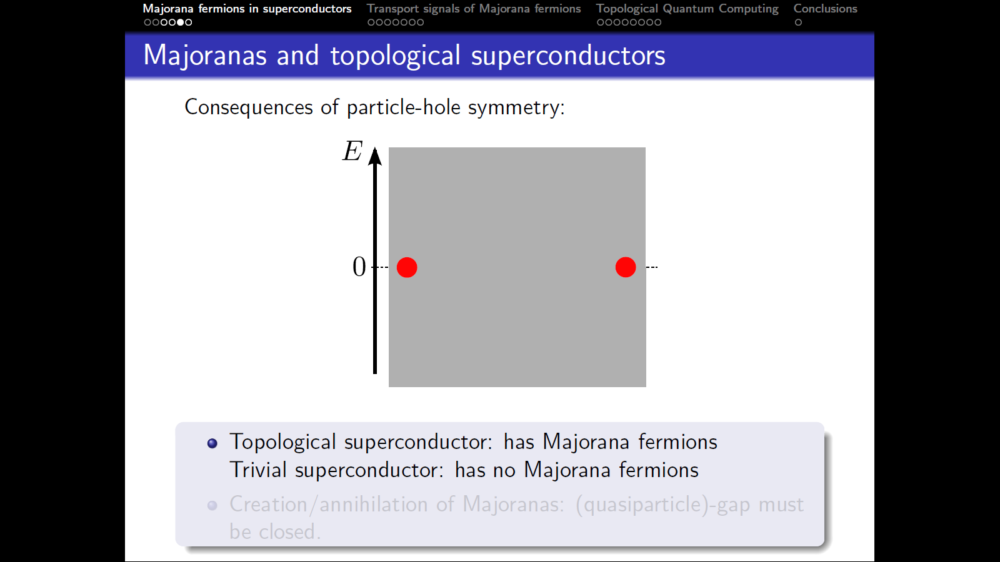 Majorana fermions in superconductors Transport signals of Majorana fermions Topological Quantum Computing Conclusions
Majoranas and topological superconductors
Consequences of particle-hole symmetry:
E
0
Topological superconductor: has Majorana fermions
Trivial superconductor: has no Majorana fermions
Creation/annihilation of Majoranas: (quasiparticle)-gap must
be closed.